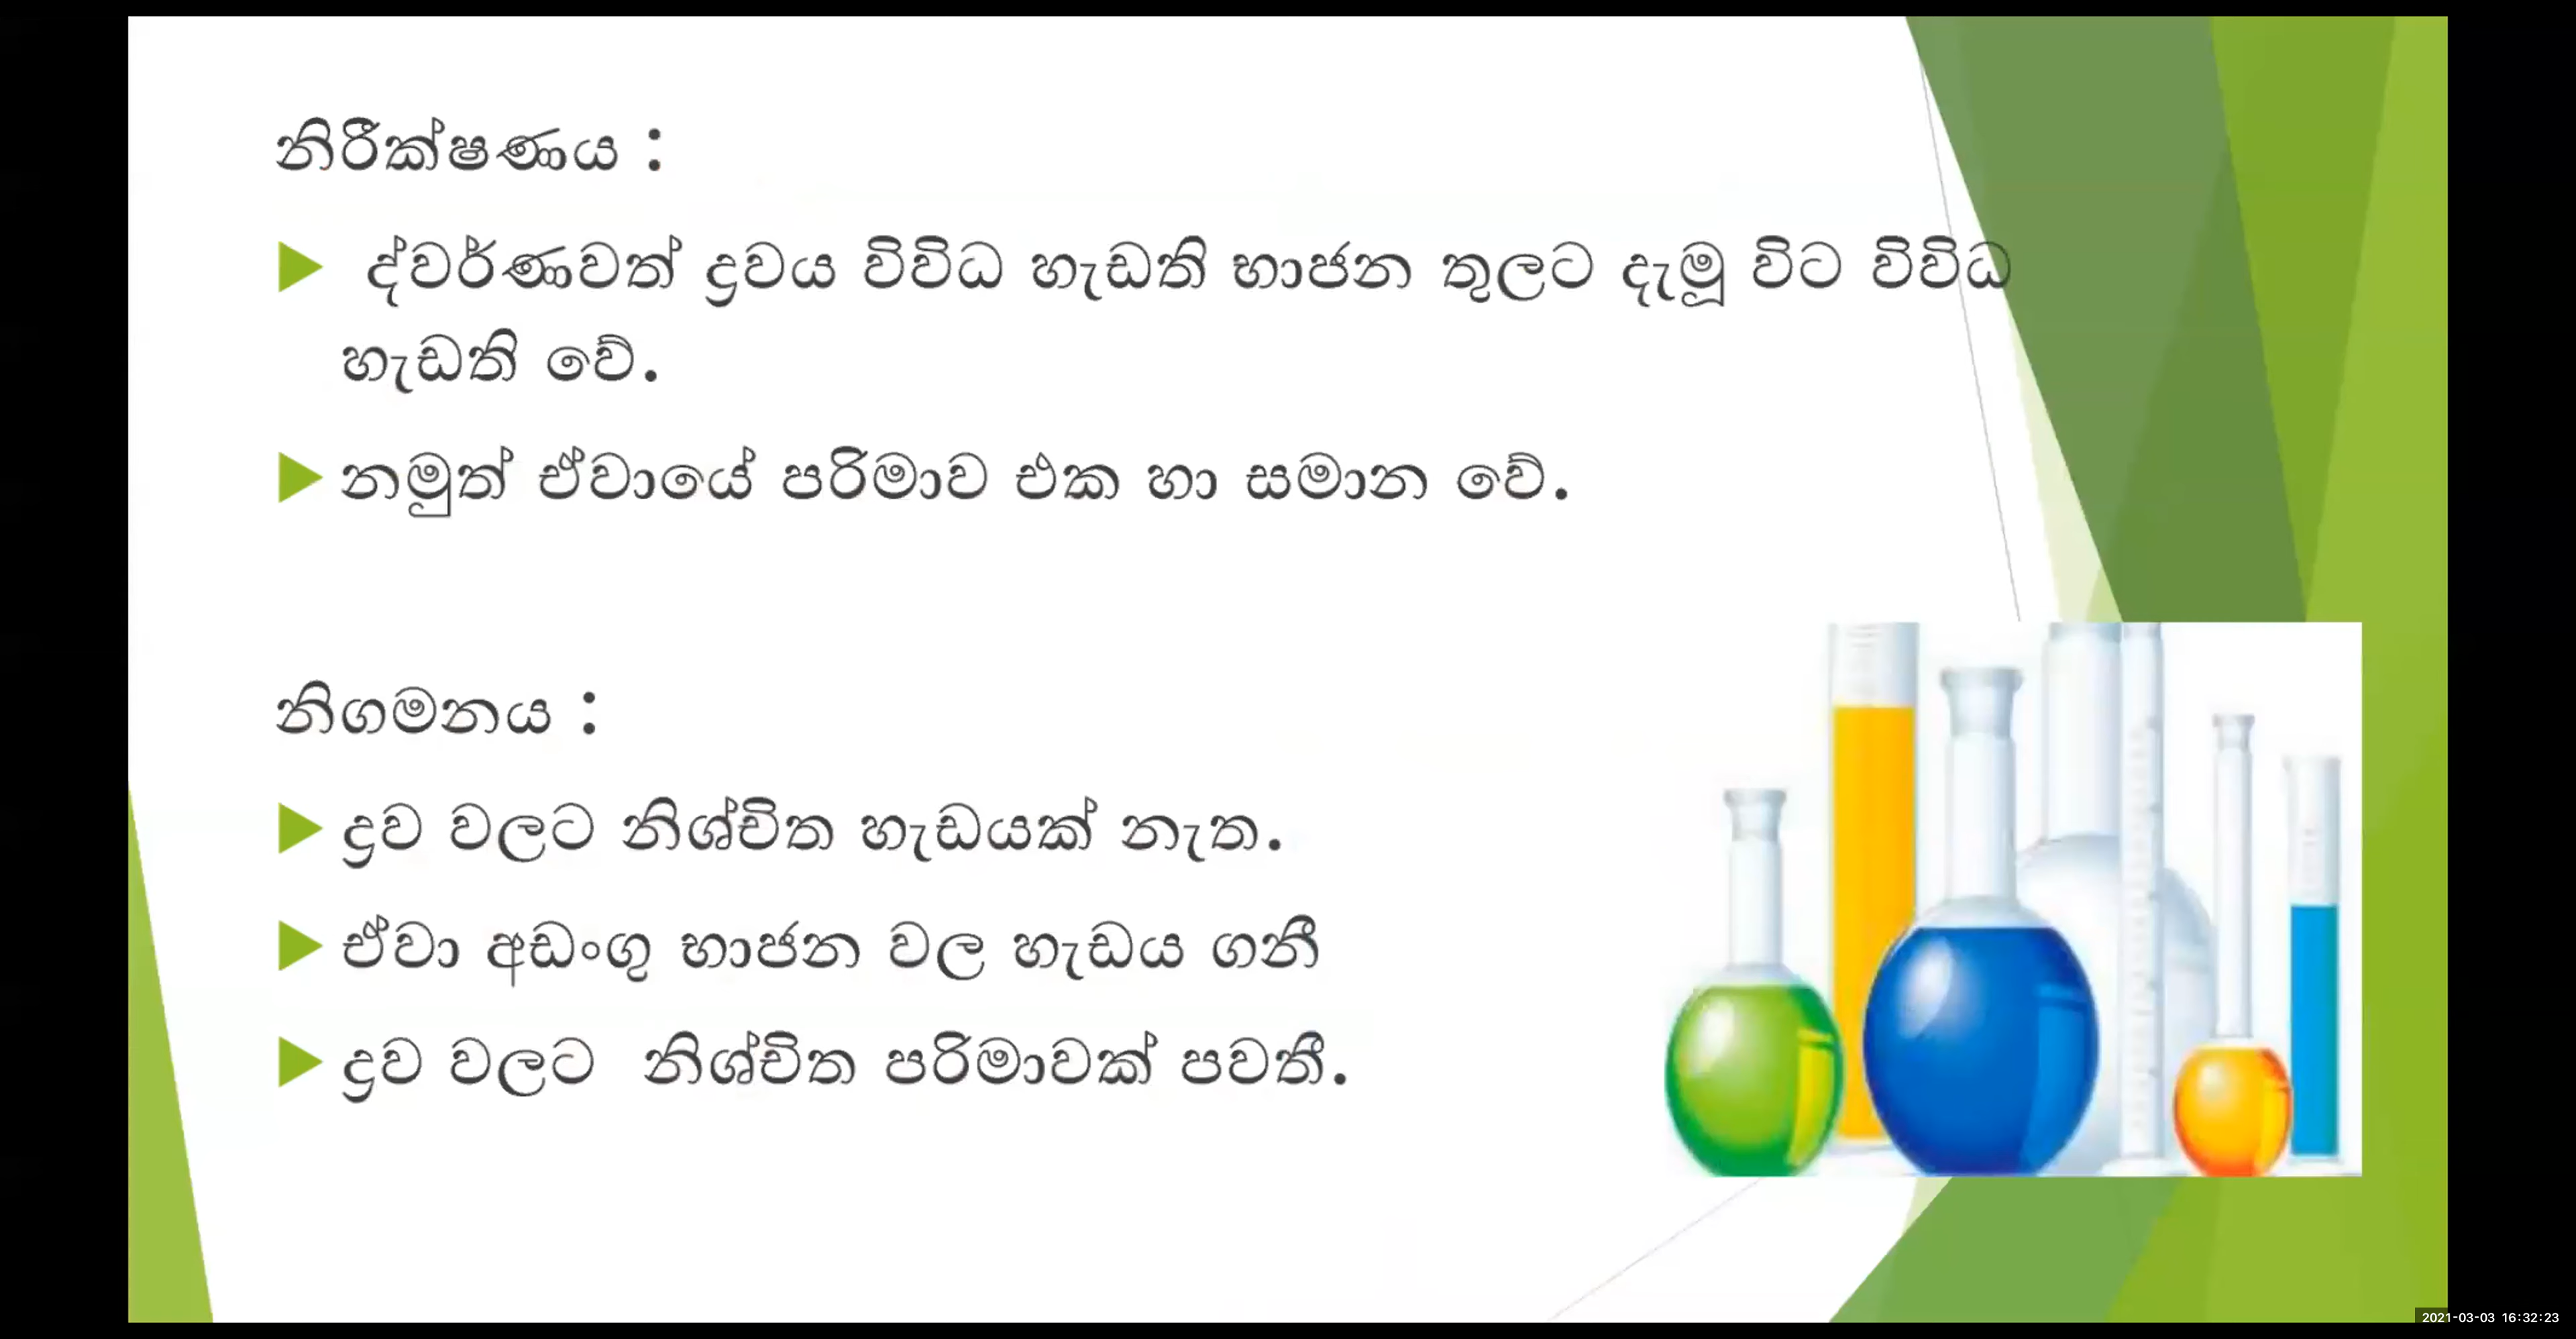 නිරීක්ෂණය :
ද්වර්ණවත් ද්‍රවය විවිධ හැඩති භාජන තුලට දැමූ විට විවිධ
හැඩති වේ.
නමුත් ඒවායේ පරිමාව එක හා සමාන වේ.
නිගමනය :
ද්‍රව වලට නිශ්චිත හැඩයක් නැත.
ඒවා අඩංගු භාජන වල හැඩය ගනී
ද්‍රව වලට නිශ්චිත පරිමාවක් පවතී.
2021-03-03 16:32:23